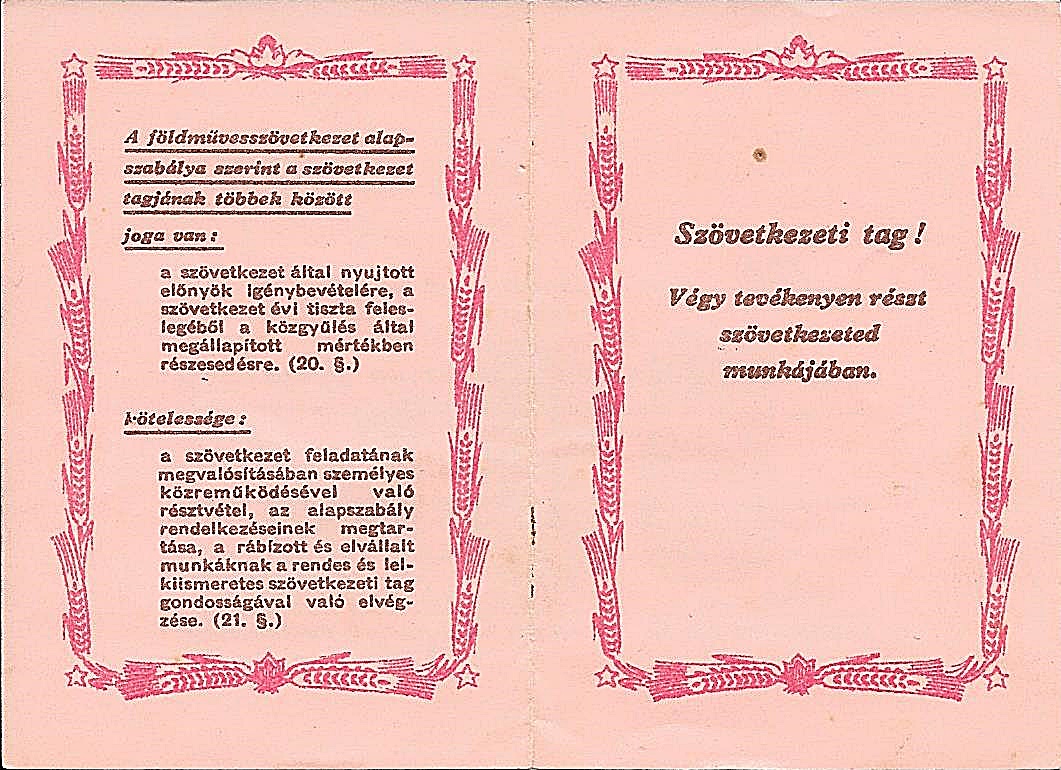 A földművesszövetkezet alap-
szabálya szerint a szövetkezet
tagjának többek között
joga van:
a szövetkezet által nyujtott
előnyök igénybevételére, a
szövetkezet évi tiszta feles-
legéből a közgyűlés által
megállapított mértékben
részesedésre. (20. §.)
kötelessége:
a szövetkezet feladatának
megvalósításában személyes
közreműködésével való
résztvétel, az alapszabály
rendelkezéseinek megtar-
tása, a rábízott és elvállalt
munkáknak a rendes és lel-
kiismeretes szövetkezeti tag
gondosságával való elvég-
zése. (21. §.)
Szövetkezeti tag!
Végy tevékenyen részt
szövetkezeted
munkájában.